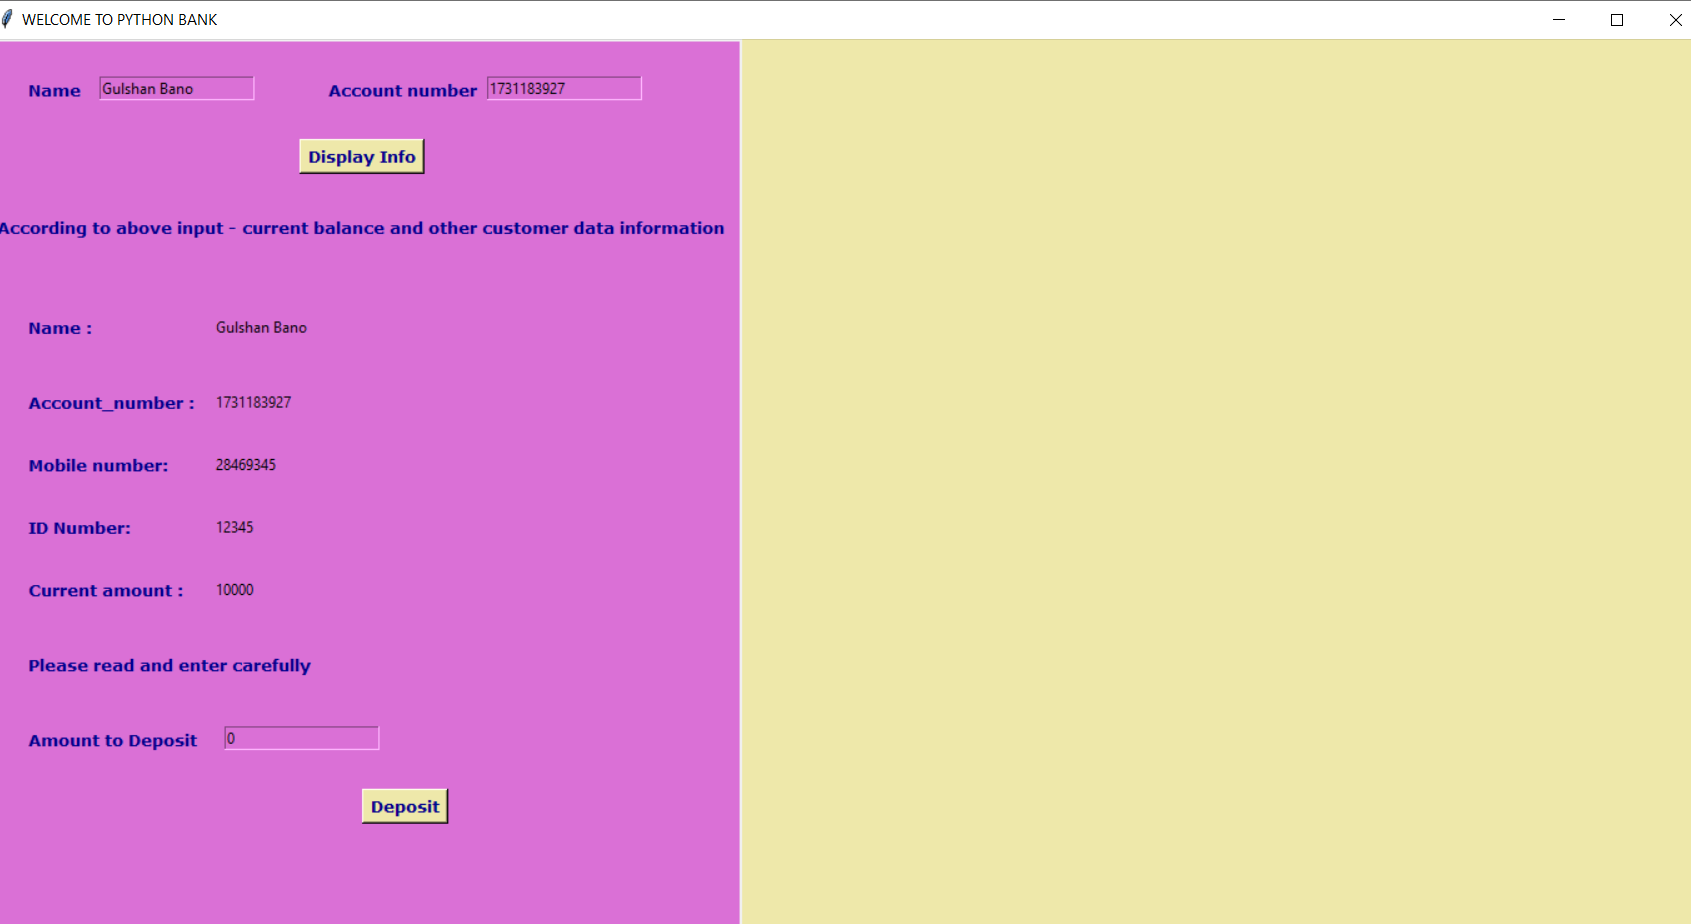 WELCOME TO PYTHON BANK
Name Gulshan Bano Account number 1731183927
Display Info
According to above input - current balance and other customer data information
Name : Gulshan Bano
Account_number : 1731183927
Mobile number: 28469345
ID Number: 12345
Current amount : 10000
Please read and enter carefully
Amount to Deposit 0
Deposit